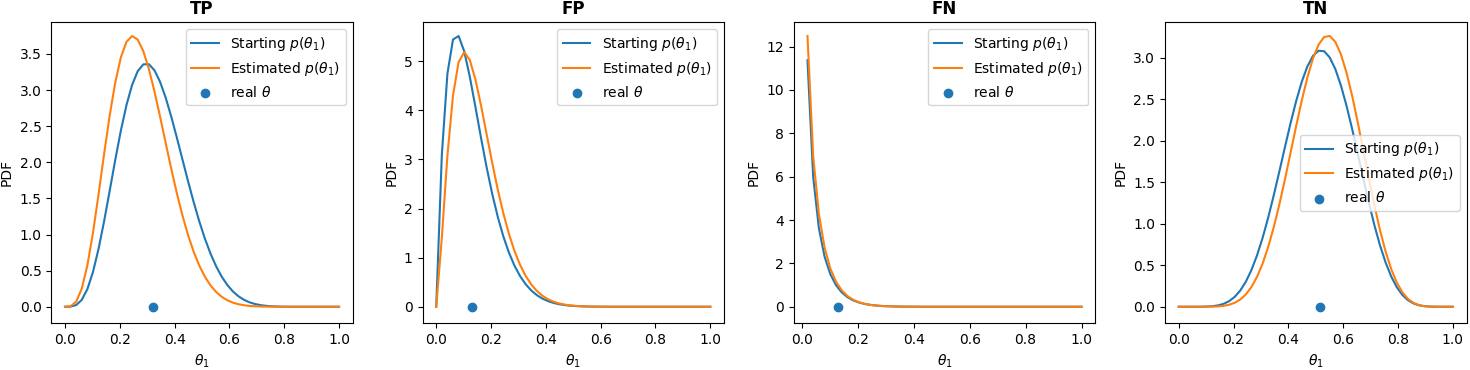 TP
PDF
3.5
3.0
2.5
2.0
1.5
1.0
0.5
0.0
0.0 0.2 0.4 0.6 0.8 1.0
θ₁
Starting p(θ₁)
Estimated p(θ₁)
real θ
FP
PDF
5
4
3
2
1
0
0.0 0.2 0.4 0.6 0.8 1.0
θ₁
Starting p(θ₁)
Estimated p(θ₁)
real θ
FN
PDF
12
10
8
6
4
2
0
0.0 0.2 0.4 0.6 0.8 1.0
θ₁
Starting p(θ₁)
Estimated p(θ₁)
real θ
TN
PDF
3.0
2.5
2.0
1.5
1.0
0.5
0.0
0.0 0.2 0.4 0.6 0.8 1.0
θ₁
Starting p(θ₁)
Estimated p(θ₁)
real θ